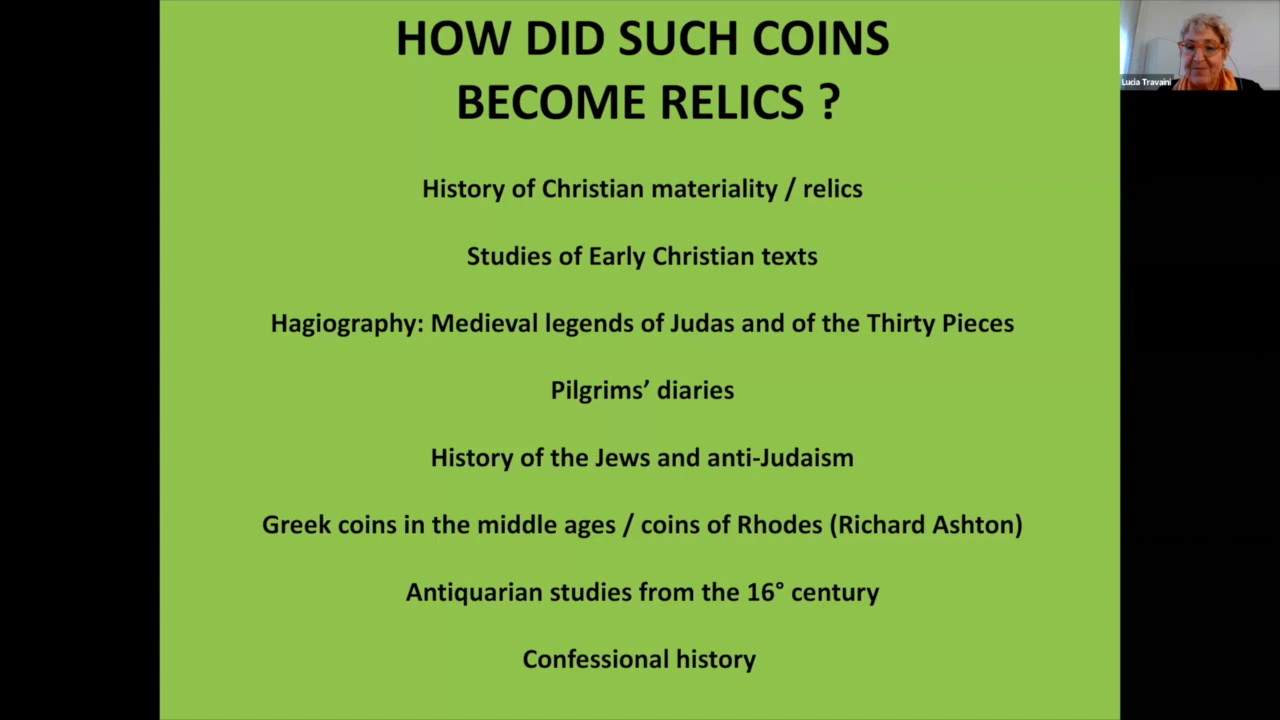 HOW DID SUCH COINS
BECOME RELICS ?
Lucia Travaini
History of Christian materiality / relics
Studies of Early Christian texts
Hagiography: Medieval legends of Judas and of the Thirty Pieces
Pilgrims’ diaries
History of the Jews and anti-Judaism
Greek coins in the middle ages / coins of Rhodes (Richard Ashton)
Antiquarian studies from the 16° century
Confessional history